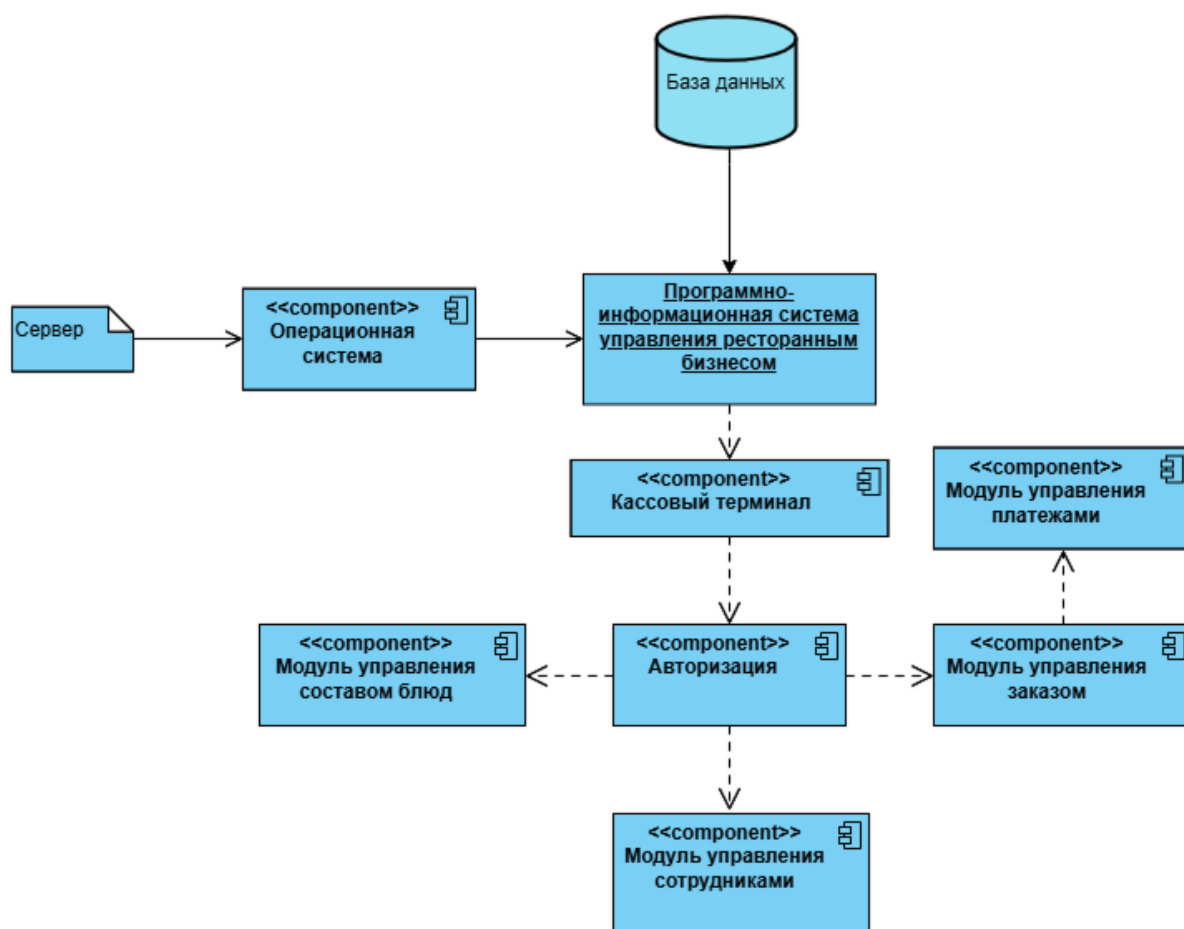 База данных
Сервер
<<component>>
Операционная
система
Программно-
информационная система
управления ресторанным
бизнесом
<<component>>
Кассовый терминал
<<component>>
Модуль управления
платежами
<<component>>
Модуль управления
составом блюд
<<component>>
Авторизация
<<component>>
Модуль управления
заказом
<<component>>
Модуль управления
сотрудниками